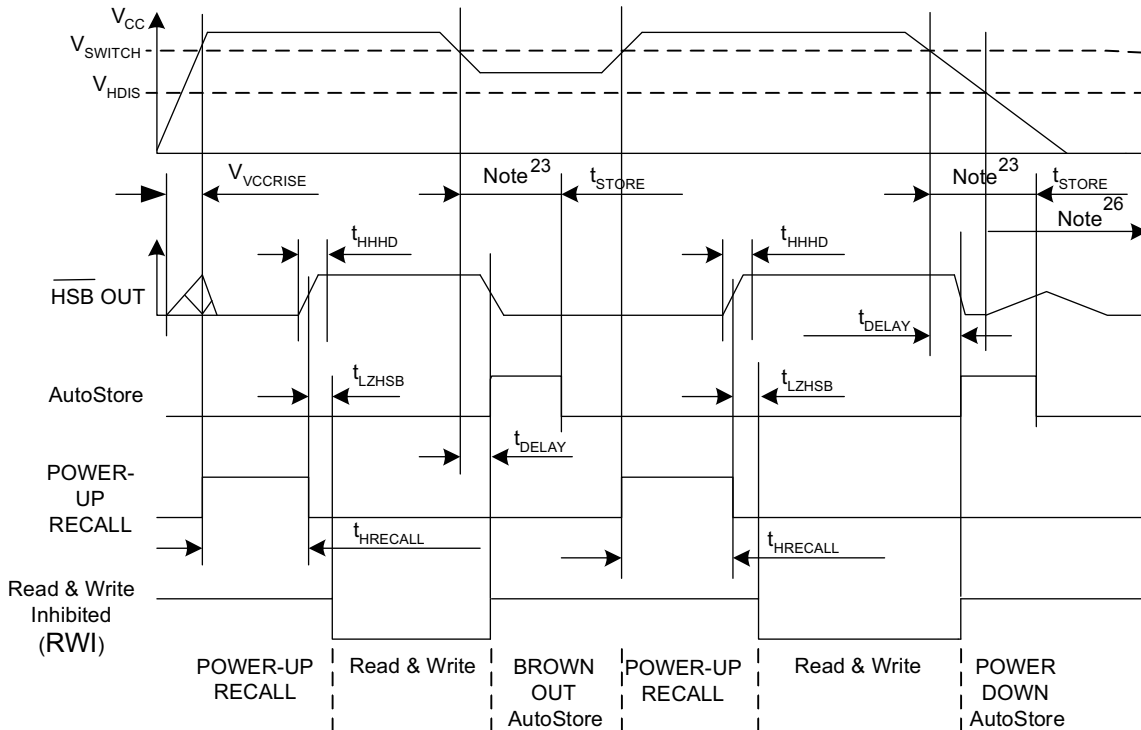 VCC
VSWITCH
VHDIS
VVCCRISE
Note23
tSTORE
Note23
tSTORE
Note26
tHHHD
tHHHD
HSB OUT
tDELAY
tLZHSB
tLZHSB
AutoStore
tDELAY
POWER-
UP
RECALL
tHRECALL
tHRECALL
Read & Write
Inhibited
(RWI)
POWER-UP
RECALL
Read & Write
BROWN
OUT
AutoStore
POWER-UP
RECALL
Read & Write
POWER
DOWN
AutoStore